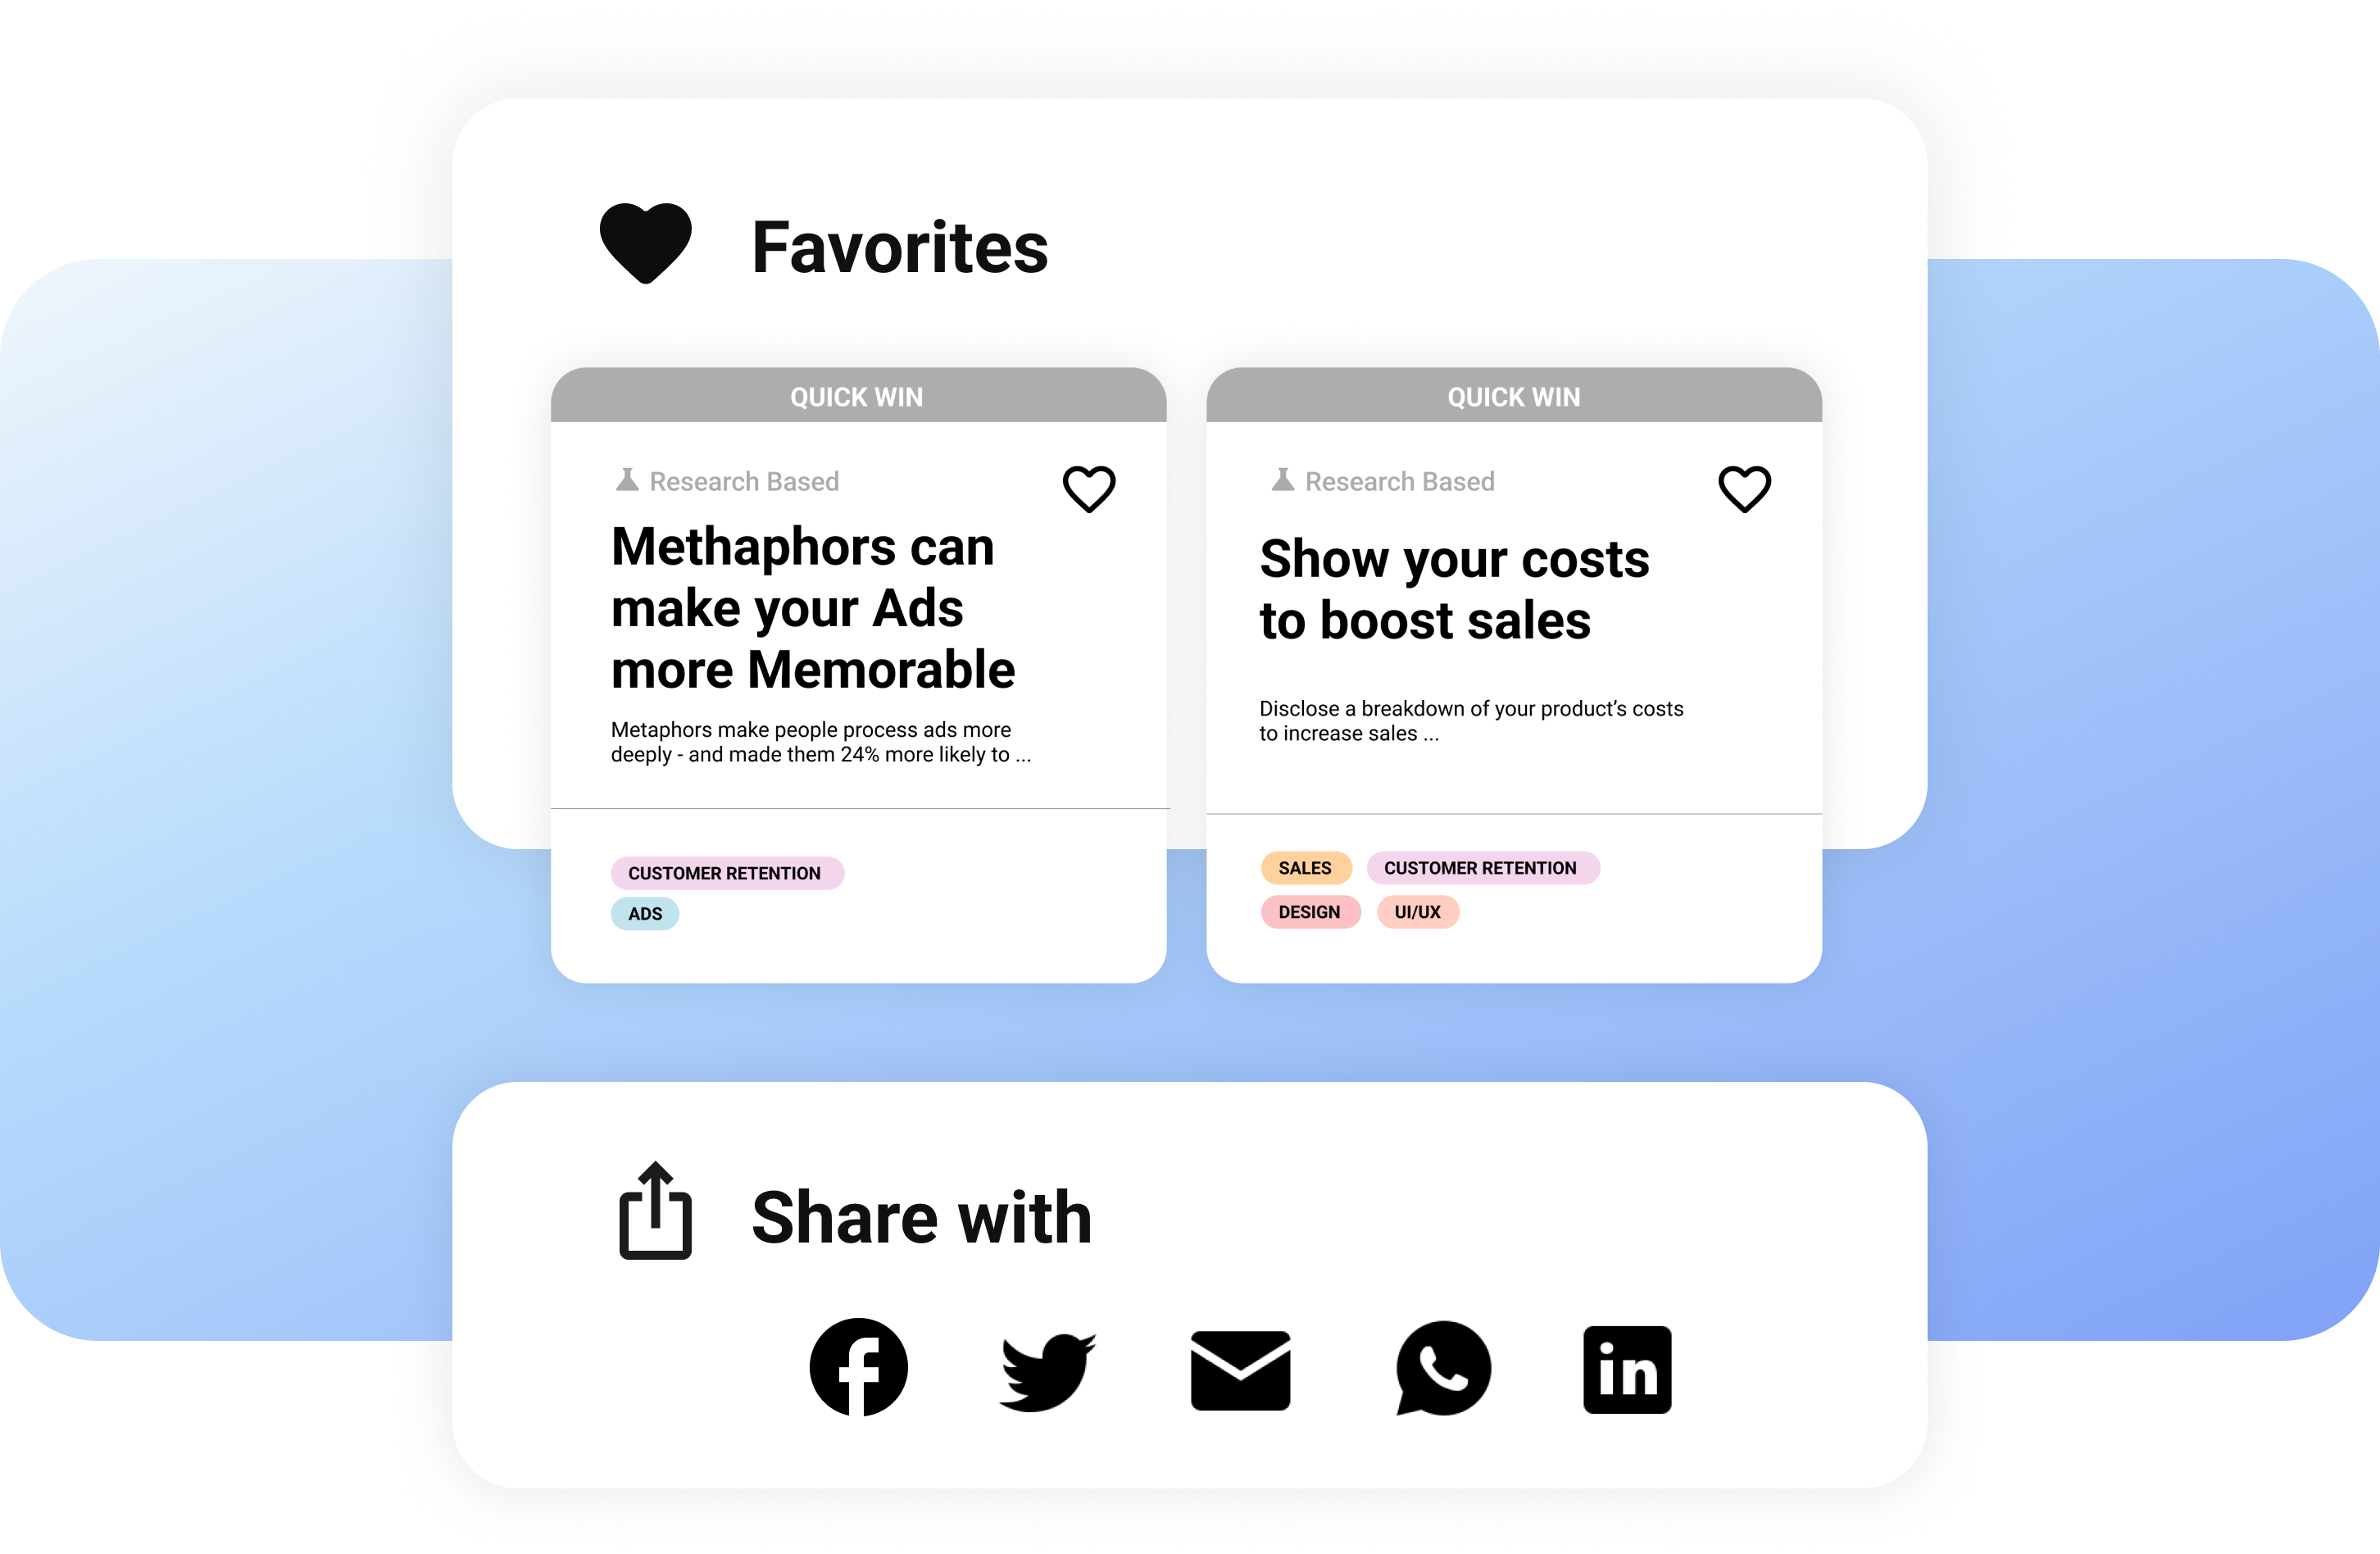 Favorites
QUICK WIN
Research Based
Methaphors can
make your Ads
more Memorable
Metaphors make people process ads more
deeply - and made them 24% more likely to ...
CUSTOMER RETENTION
ADS
QUICK WIN
Research Based
Show your costs
to boost sales
Disclose a breakdown of your product’s costs
to increase sales ...
SALES CUSTOMER RETENTION
DESIGN UI/UX
Share with